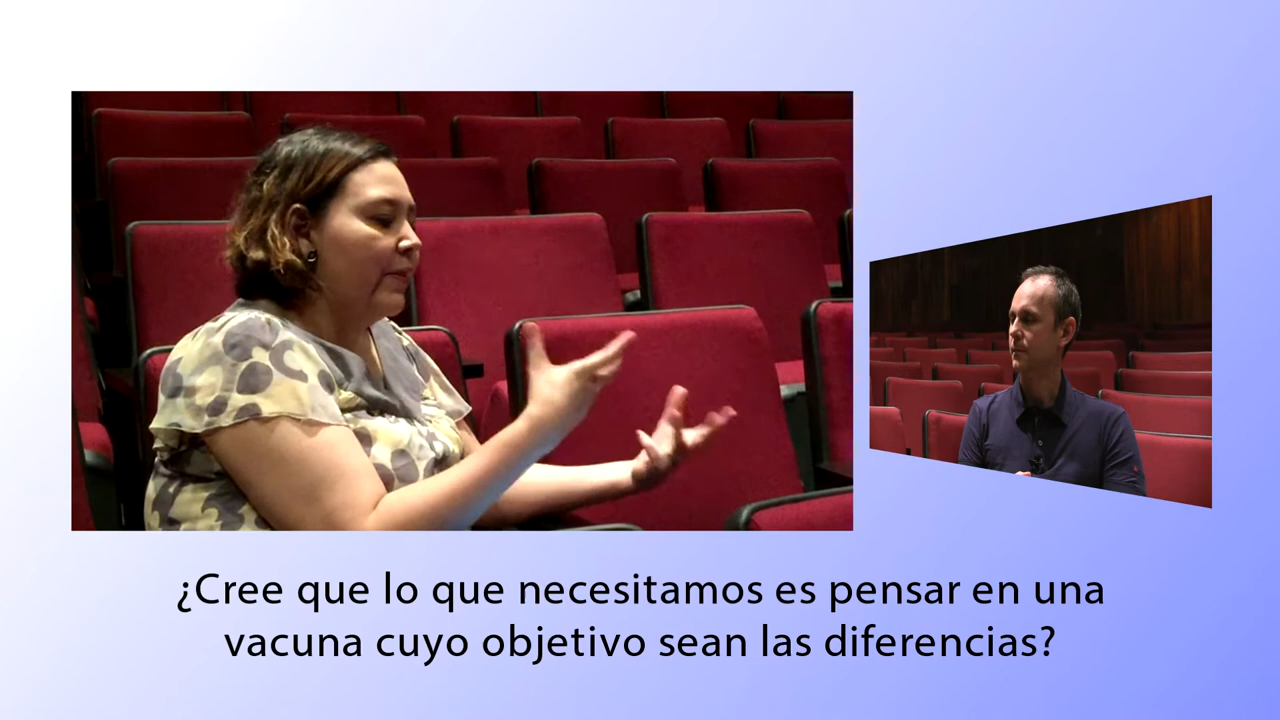 ¿Cree que lo que necesitamos es pensar en una
vacuna cuyo objetivo sean las diferencias?